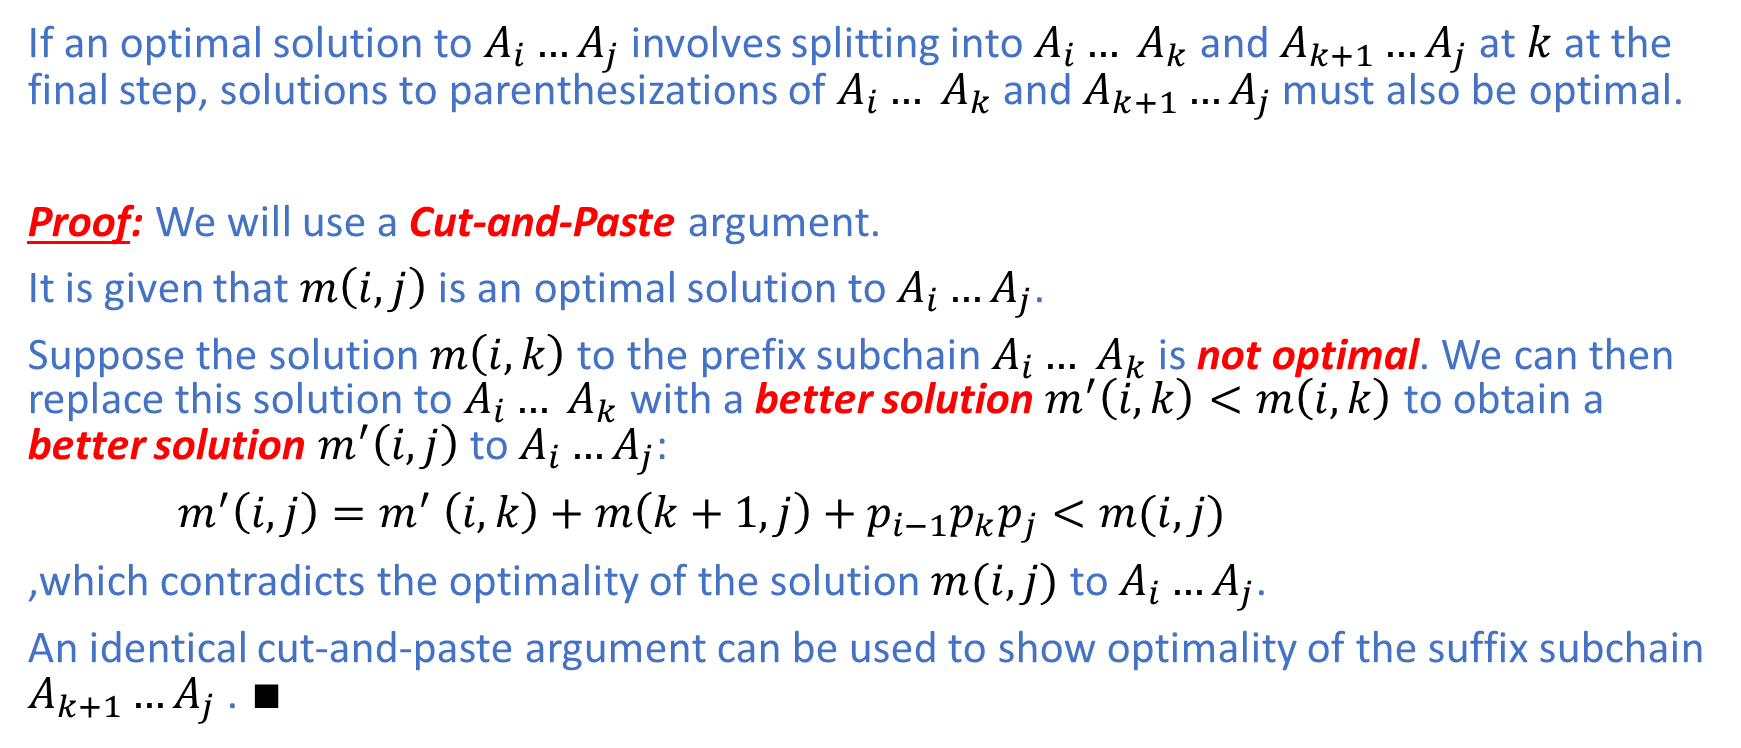 If an optimal solution to A_i … A_j involves splitting into A_i … A_k and A_{k+1} … A_j at k at the
final step, solutions to parenthesizations of A_i … A_k and A_{k+1} … A_j must also be optimal.
Proof: We will use a Cut-and-Paste argument.
It is given that m(i, j) is an optimal solution to A_i … A_j.
Suppose the solution m(i, k) to the prefix subchain A_i … A_k is not optimal. We can then
replace this solution to A_i … A_k with a better solution m′(i, k) < m(i, k) to obtain a
better solution m′(i, j) to A_i … A_j:
m′(i, j) = m′ (i, k) + m(k + 1, j) + p_{i−1}p_kp_j < m(i, j)
,which contradicts the optimality of the solution m(i, j) to A_i … A_j.
An identical cut-and-paste argument can be used to show optimality of the suffix subchain
A_{k+1} … A_j . ■